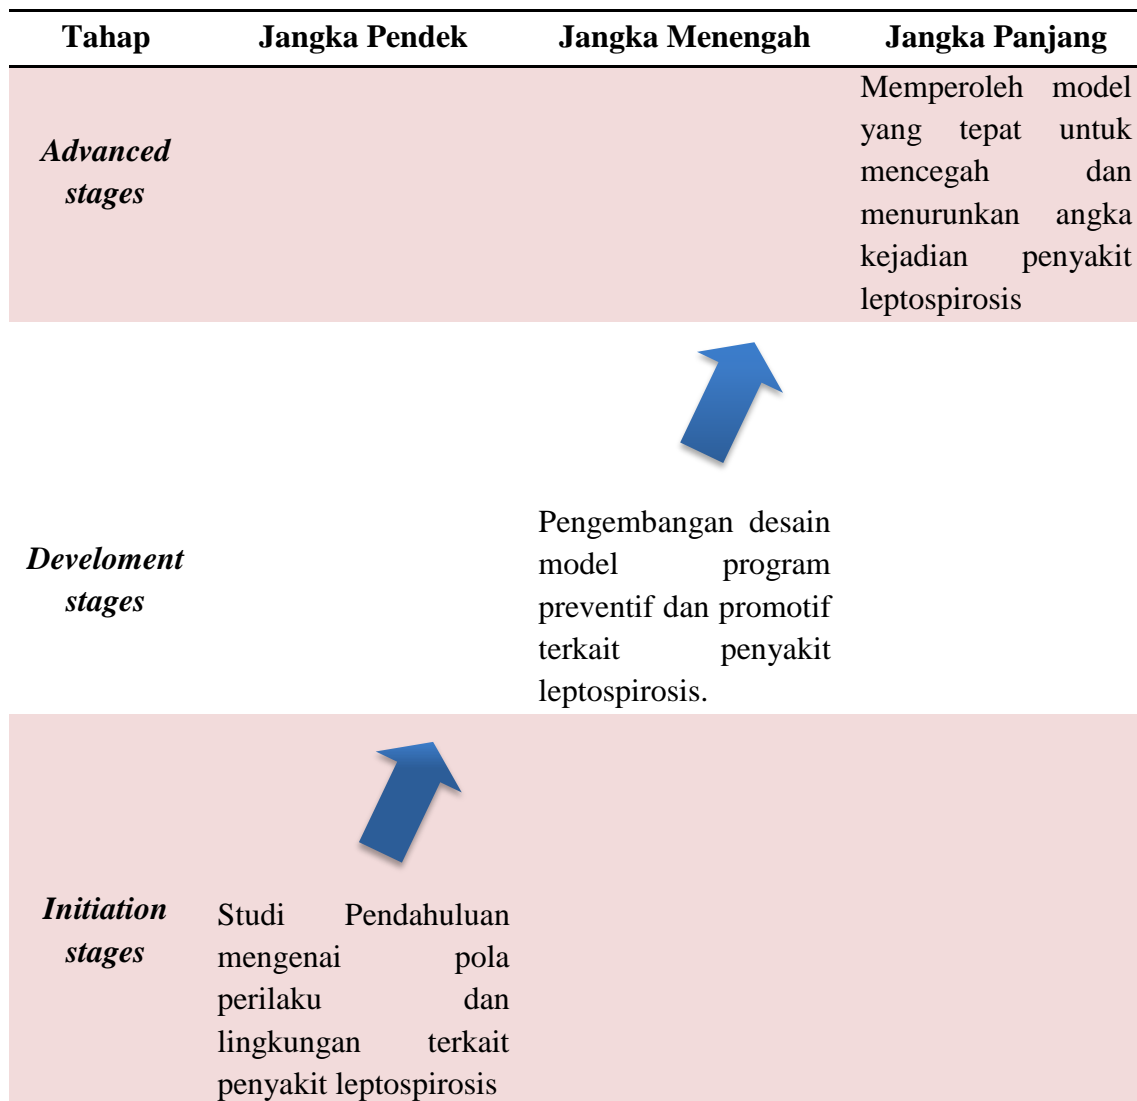 Tahap Jangka Pendek Jangka Menengah Jangka Panjang
Advanced
stages
Memperoleh model
yang tepat untuk
mencegah dan
menurunkan angka
kejadian penyakit
leptospirosis
Develoment
stages
Pengembangan desain
model program
preventif dan promotif
terkait penyakit
leptospirosis.
Initiation
stages
Studi Pendahuluan
mengenai pola
perilaku dan
lingkungan terkait
penyakit leptospirosis